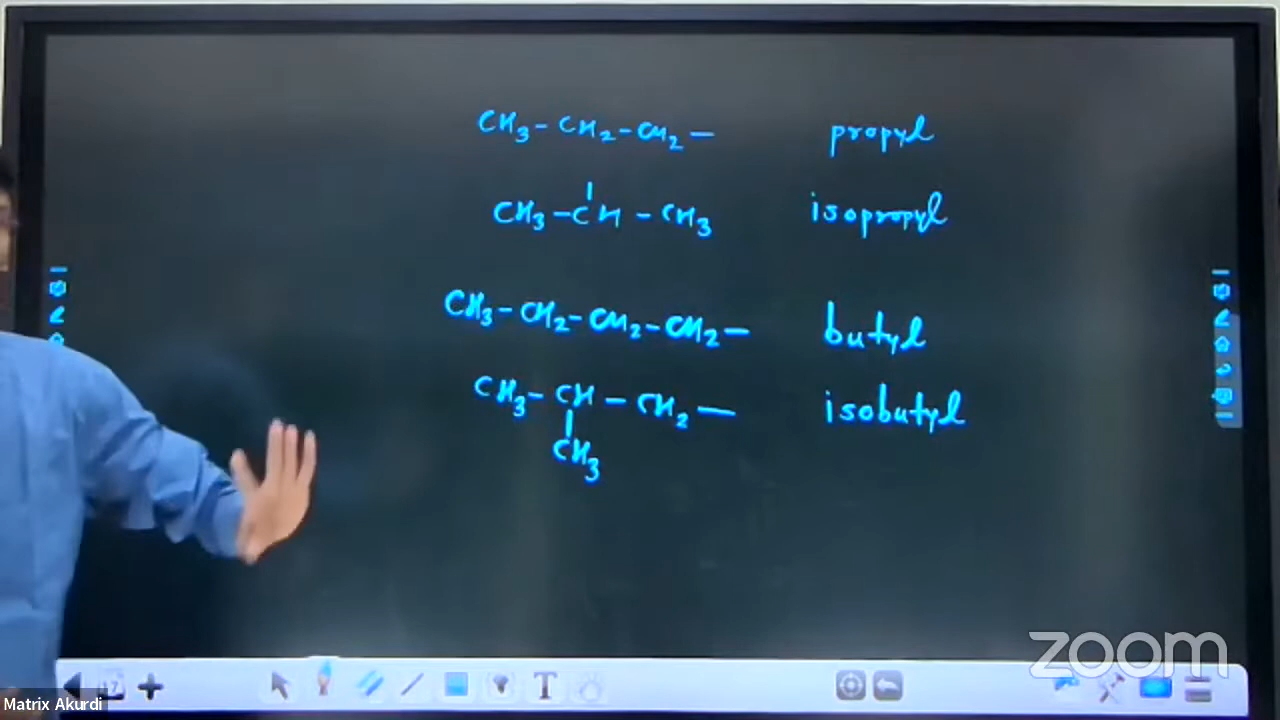 CH3-CH2-CH2- propyl
CH3-CH-CH3 isopropyl
CH3-CH2-CH2-CH2- butyl
CH3-CH-CH2- isobutyl
CH3
zoom
17
T
Matrix Akurdi